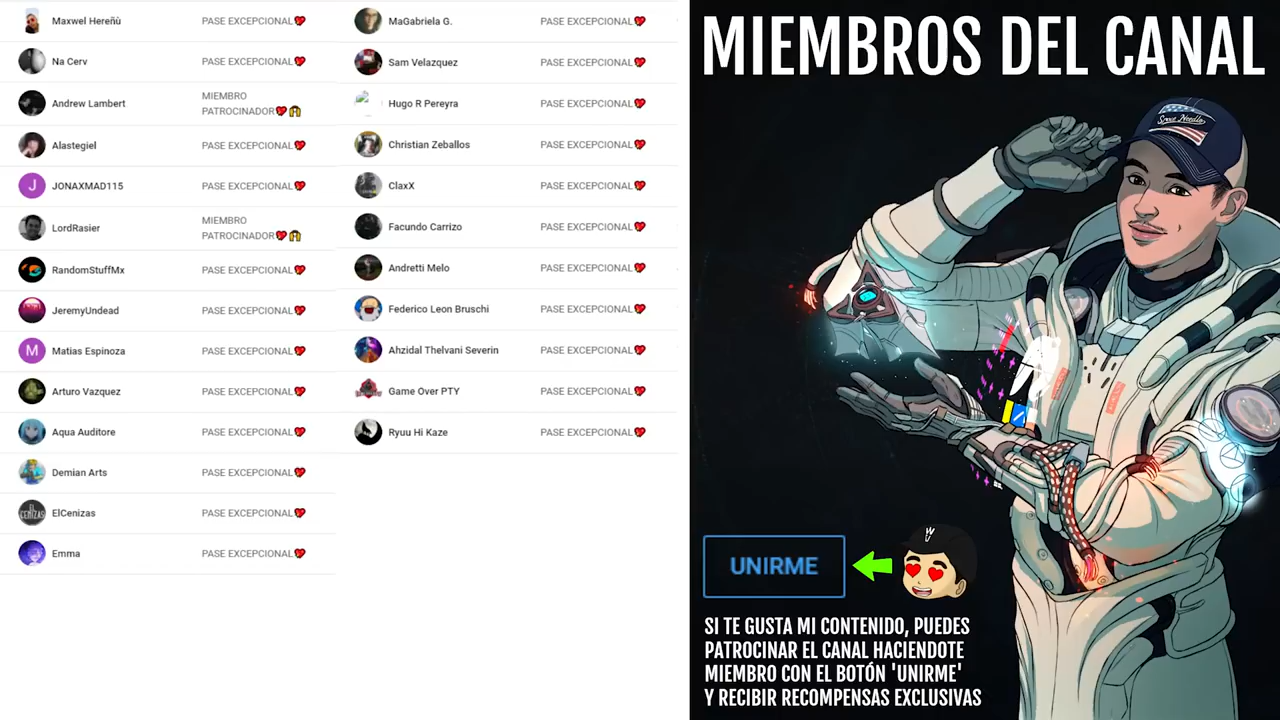 Maxwel Hereñù PASE EXCEPCIONAL
Na Cerv PASE EXCEPCIONAL
Andrew Lambert MIEMBRO
PATROCINADOR
Alastegiel PASE EXCEPCIONAL
J JONAXMAD115 PASE EXCEPCIONAL
LordRasier MIEMBRO
PATROCINADOR
RandomStuffMx PASE EXCEPCIONAL
JeremyUndead PASE EXCEPCIONAL
M Matias Espinoza PASE EXCEPCIONAL
Arturo Vazquez PASE EXCEPCIONAL
Aqua Auditore PASE EXCEPCIONAL
Demian Arts PASE EXCEPCIONAL
EL CENIZAS ElCenizas PASE EXCEPCIONAL
Emma PASE EXCEPCIONAL
MaGabriela G. PASE EXCEPCIONAL
Sam Velazquez PASE EXCEPCIONAL
Hugo R Pereyra PASE EXCEPCIONAL
Christian Zeballos PASE EXCEPCIONAL
ClaxX PASE EXCEPCIONAL
Facundo Carrizo PASE EXCEPCIONAL
Andretti Melo PASE EXCEPCIONAL
Federico Leon Bruschi PASE EXCEPCIONAL
Ahzidal Thelvani Severin PASE EXCEPCIONAL
Game Over PTY PASE EXCEPCIONAL
Ryuu Hi Kaze PASE EXCEPCIONAL
MIEMBROS DEL CANAL
Space Needle
UNIRME
SI TE GUSTA MI CONTENIDO, PUEDES
PATROCINAR EL CANAL HACIENDOTE
MIEMBRO CON EL BOTÓN 'UNIRME'
Y RECIBIR RECOMPENSAS EXCLUSIVAS